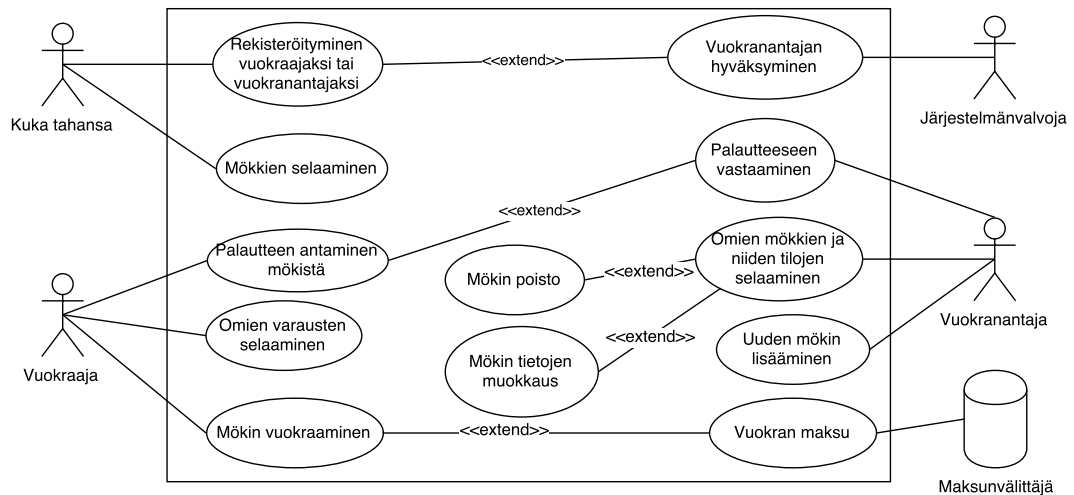 Rekisteröityminen
vuokraajaksi tai
vuokranantajaksi
<<extend>>
Vuokranantajan
hyväksyminen
Kuka tahansa
Järjestelmänvalvoja
Mökkien selaaminen
Palautteeseen
vastaaminen
<<extend>>
Palautteen antaminen
mökistä
Mökin poisto
<<extend>>
Omien mökkien ja
niiden tilojen
selaaminen
Vuokraaja
Omien varausten
selaaminen
<<extend>>
Mökin tietojen
muokkaus
Uuden mökin
lisääminen
Vuokranantaja
Mökin vuokraaminen
<<extend>>
Vuokran maksu
Maksunvälittäjä